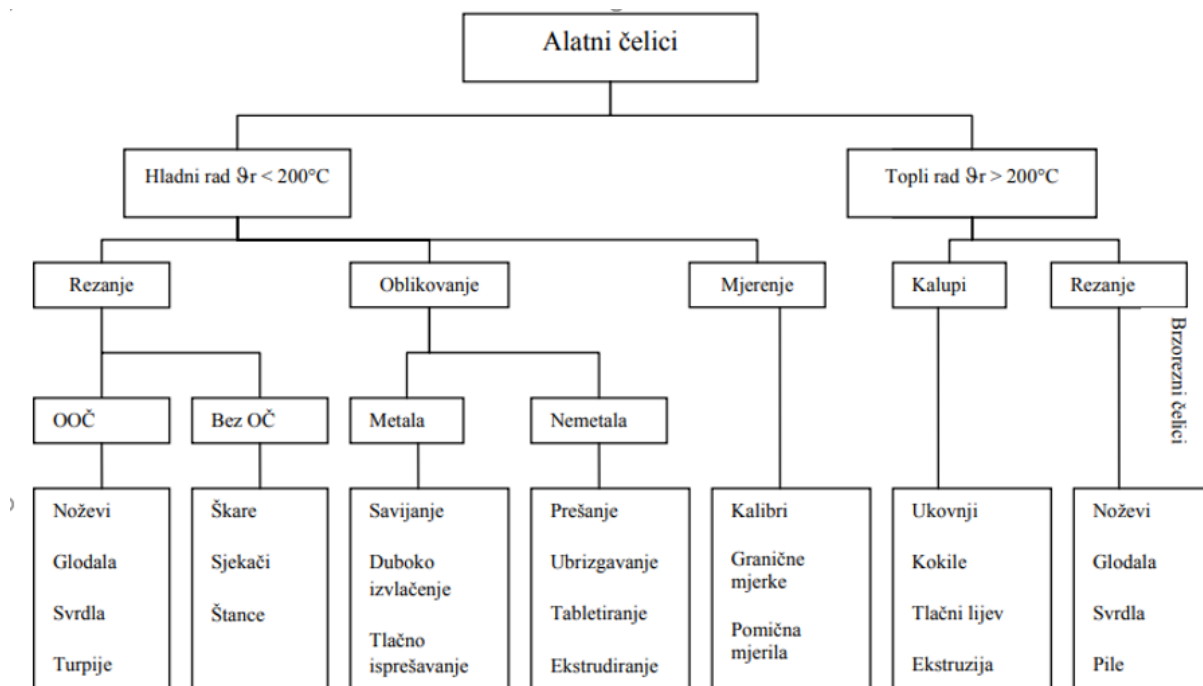 Alatni čelici
Hladni rad ϑr < 200°C
Topli rad ϑr > 200°C
Rezanje
Oblikovanje
Mjerenje
Kalupi
Rezanje
Brzorezni čelici
OOČ
Bez OČ
Metala
Nemetala
Noževi
Glodala
Svrdla
Turpije
Škare
Sjekači
Štance
Savijanje
Duboko
izvlačenje
Tlačno
isprešavanje
Prešanje
Ubrizgavanje
Tabletiranje
Ekstrudiranje
Kalibri
Granične
mjerke
Pomična
mjerila
Ukovnji
Kokile
Tlačni lijev
Ekstruzija
Noževi
Glodala
Svrdla
Pile